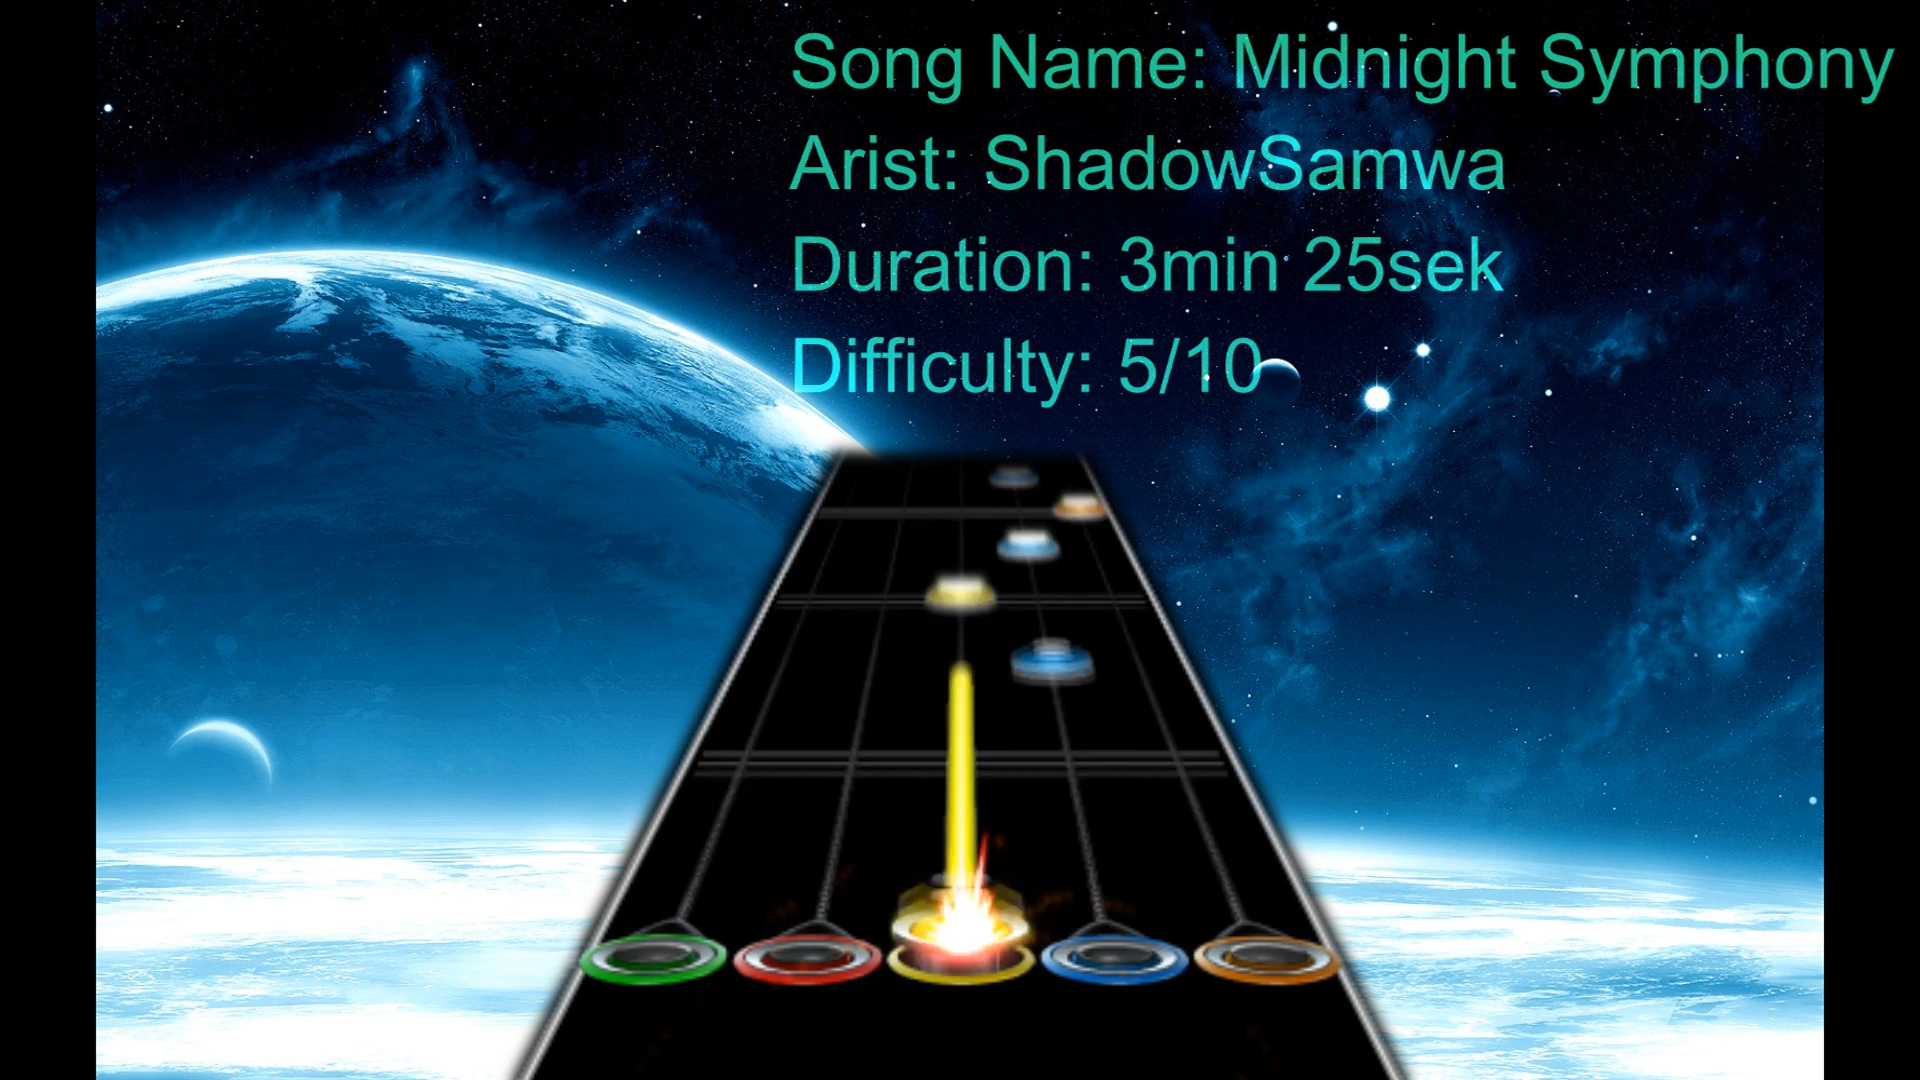 Song Name: Midnight Symphony
Arist: ShadowSamwa
Duration: 3min 25sek
Difficulty: 5/10